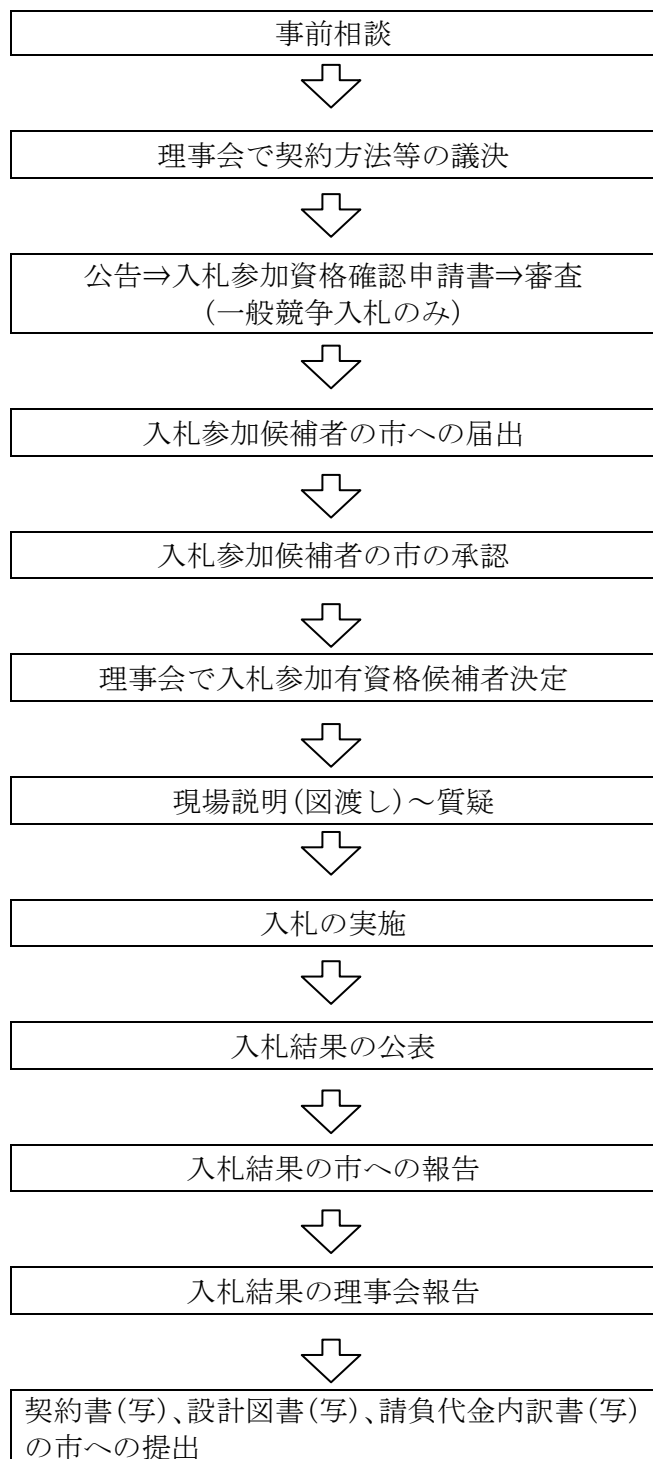 事前相談
理事会で契約方法等の議決
公告⇒入札参加資格確認申請書⇒審査
(一般競争入札のみ)
入札参加候補者の市への届出
入札参加候補者の市の承認
理事会で入札参加有資格候補者決定
現場説明(図渡し)～質疑
入札の実施
入札結果の公表
入札結果の市への報告
入札結果の理事会報告
契約書(写)、設計図書(写)、請負代金内訳書(写)
の市への提出